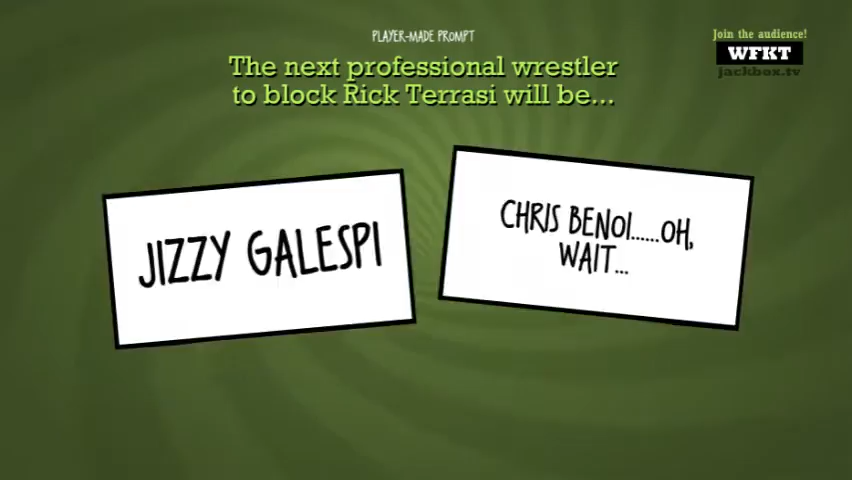 PLAYER-MADE PROMPT
The next professional wrestler
to block Rick Terrasi will be...
Join the audience!
WFKT
jackbox.tv
JIZZY GALESPI
CHRIS BENOI......OH,
WAIT...